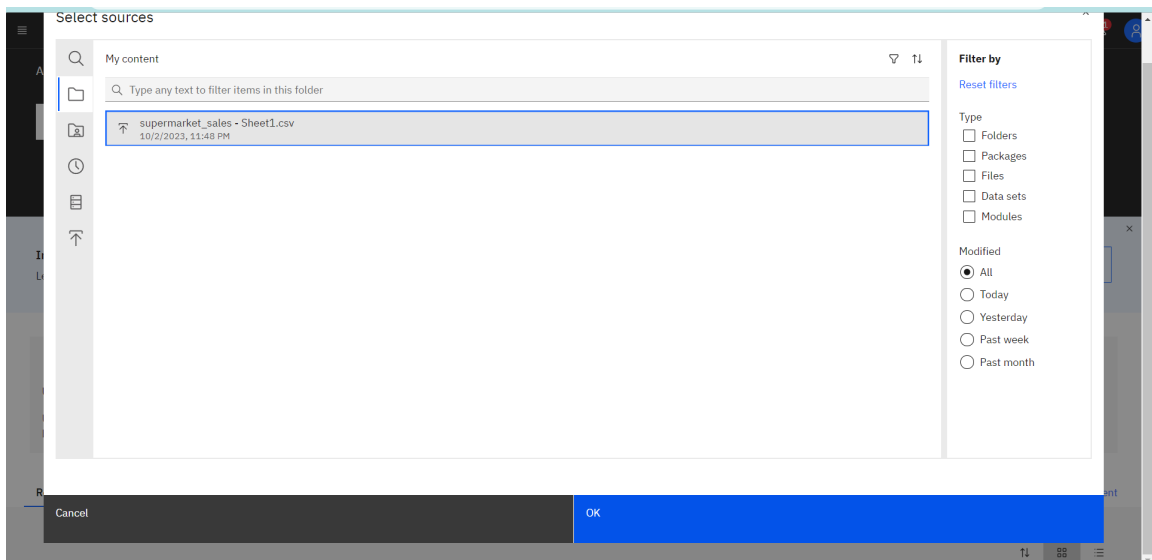 Select sources
My content
Type any text to filter items in this folder
supermarket_sales - Sheet1.csv
10/2/2023, 11:48 PM
Filter by
Reset filters
Type
Folders
Packages
Files
Data sets
Modules
Modified
All
Today
Yesterday
Past week
Past month
Cancel
OK